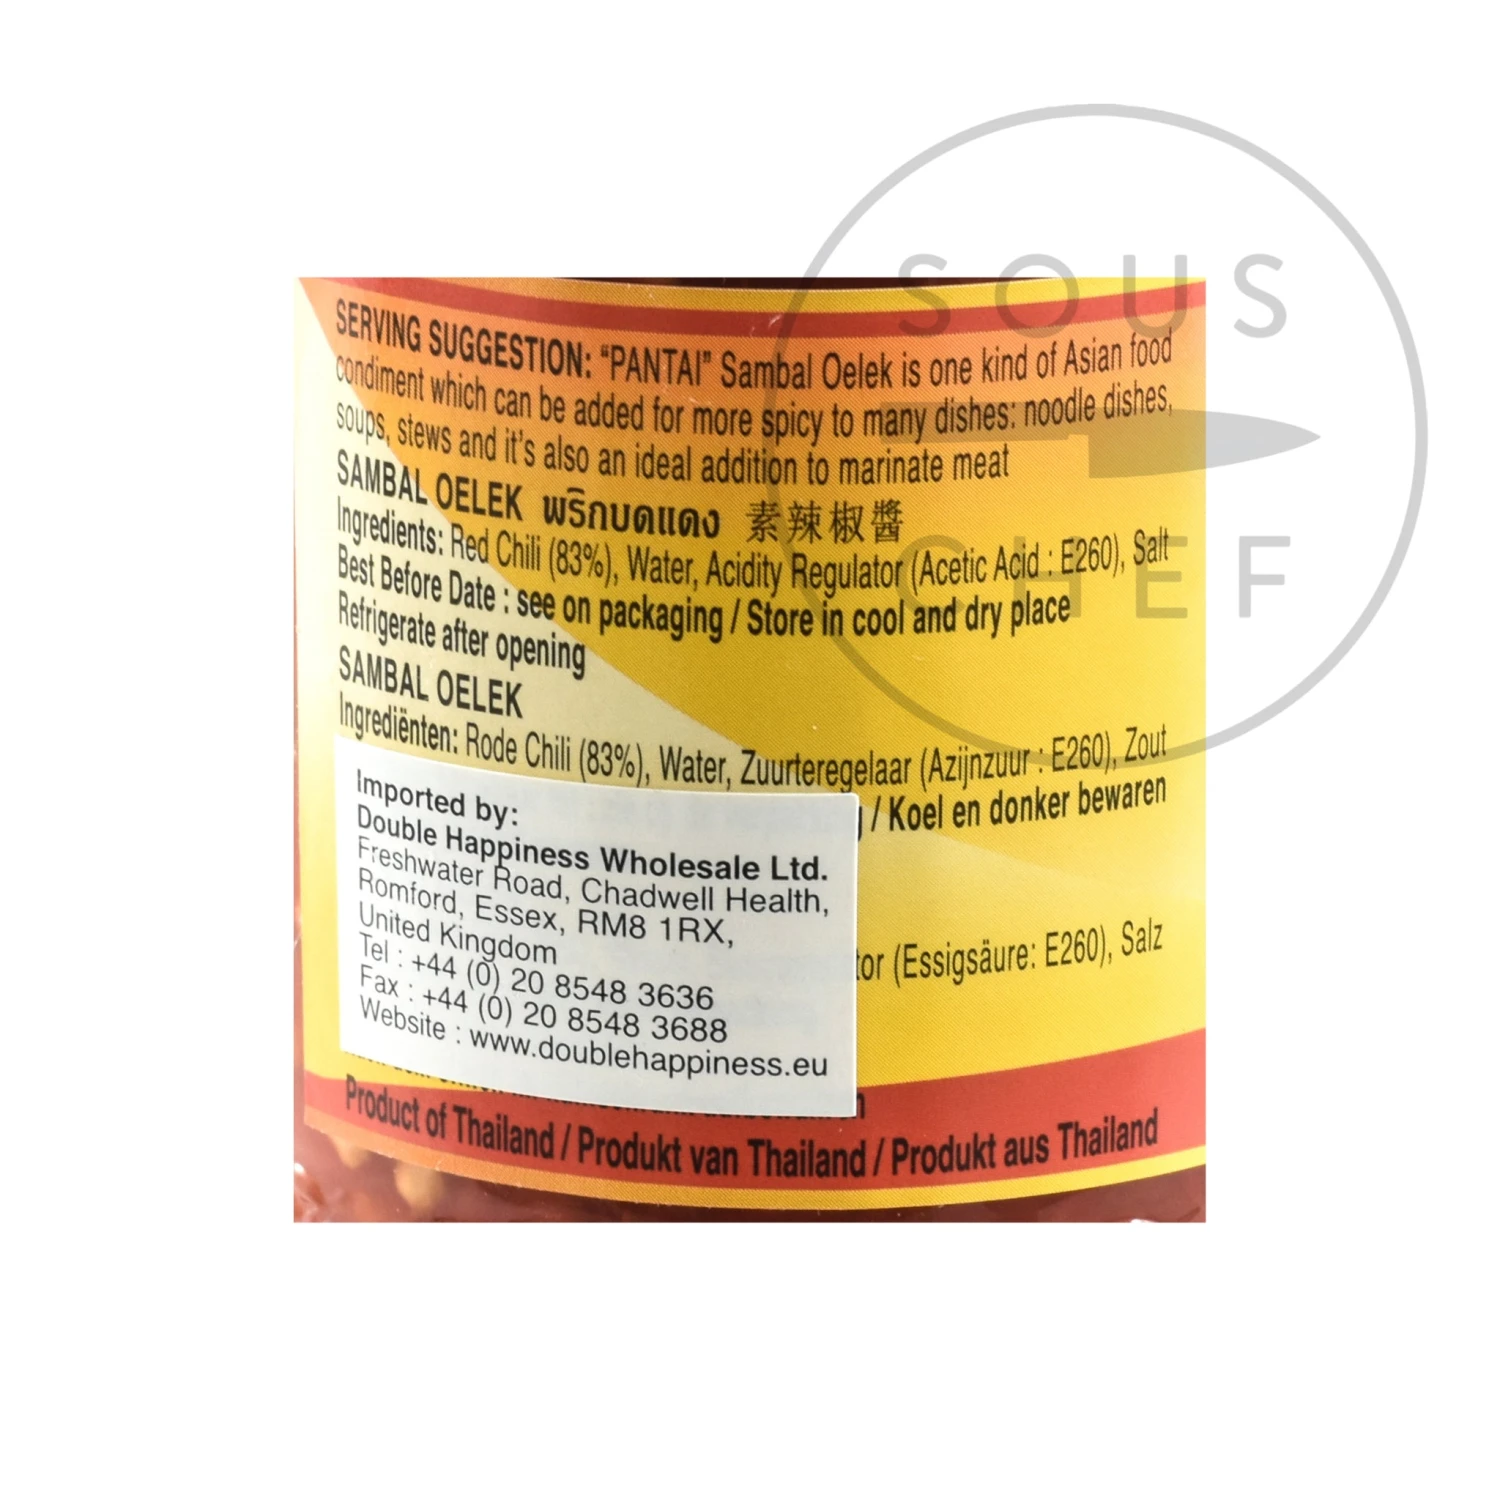 SOUS
CHEF
SERVING SUGGESTION: “PANTAI” Sambal Oelek is one kind of Asian food
condiment which can be added for more spicy to many dishes: noodle dishes,
soups, stews and it's also an ideal addition to marinate meat
SAMBAL OELEK พริกบดแดง 素辣椒醬
Ingredients: Red Chili (83%), Water, Acidity Regulator (Acetic Acid : E260), Salt
Best Before Date : see on packaging / Store in cool and dry place
Refrigerate after opening
SAMBAL OELEK
Ingrediënten: Rode Chili (83%), Water, Zuurteregelaar (Azijnzuur : E260), Zout
/ Koel en donker bewaren
(Essigsäure: E260), Salz
Imported by:
Double Happiness Wholesale Ltd.
Freshwater Road, Chadwell Health,
Romford, Essex, RM8 1RX,
United Kingdom
Tel : +44 (0) 20 8548 3636
Fax : +44 (0) 20 8548 3688
Website : www.doublehappiness.eu
Product of Thailand / Produkt van Thailand / Produkt aus Thailand